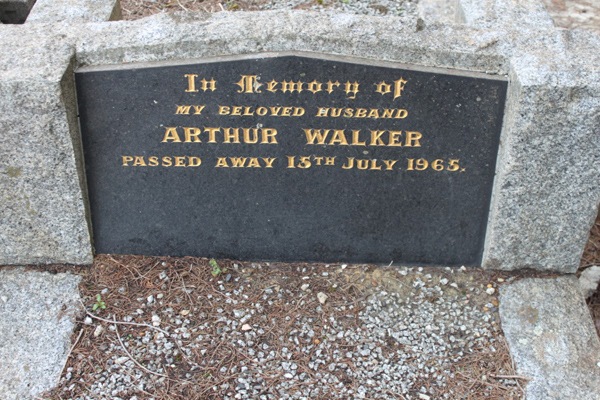 In Memory of
MY BELOVED HUSBAND
ARTHUR WALKER
PASSED AWAY 15TH JULY 1965.